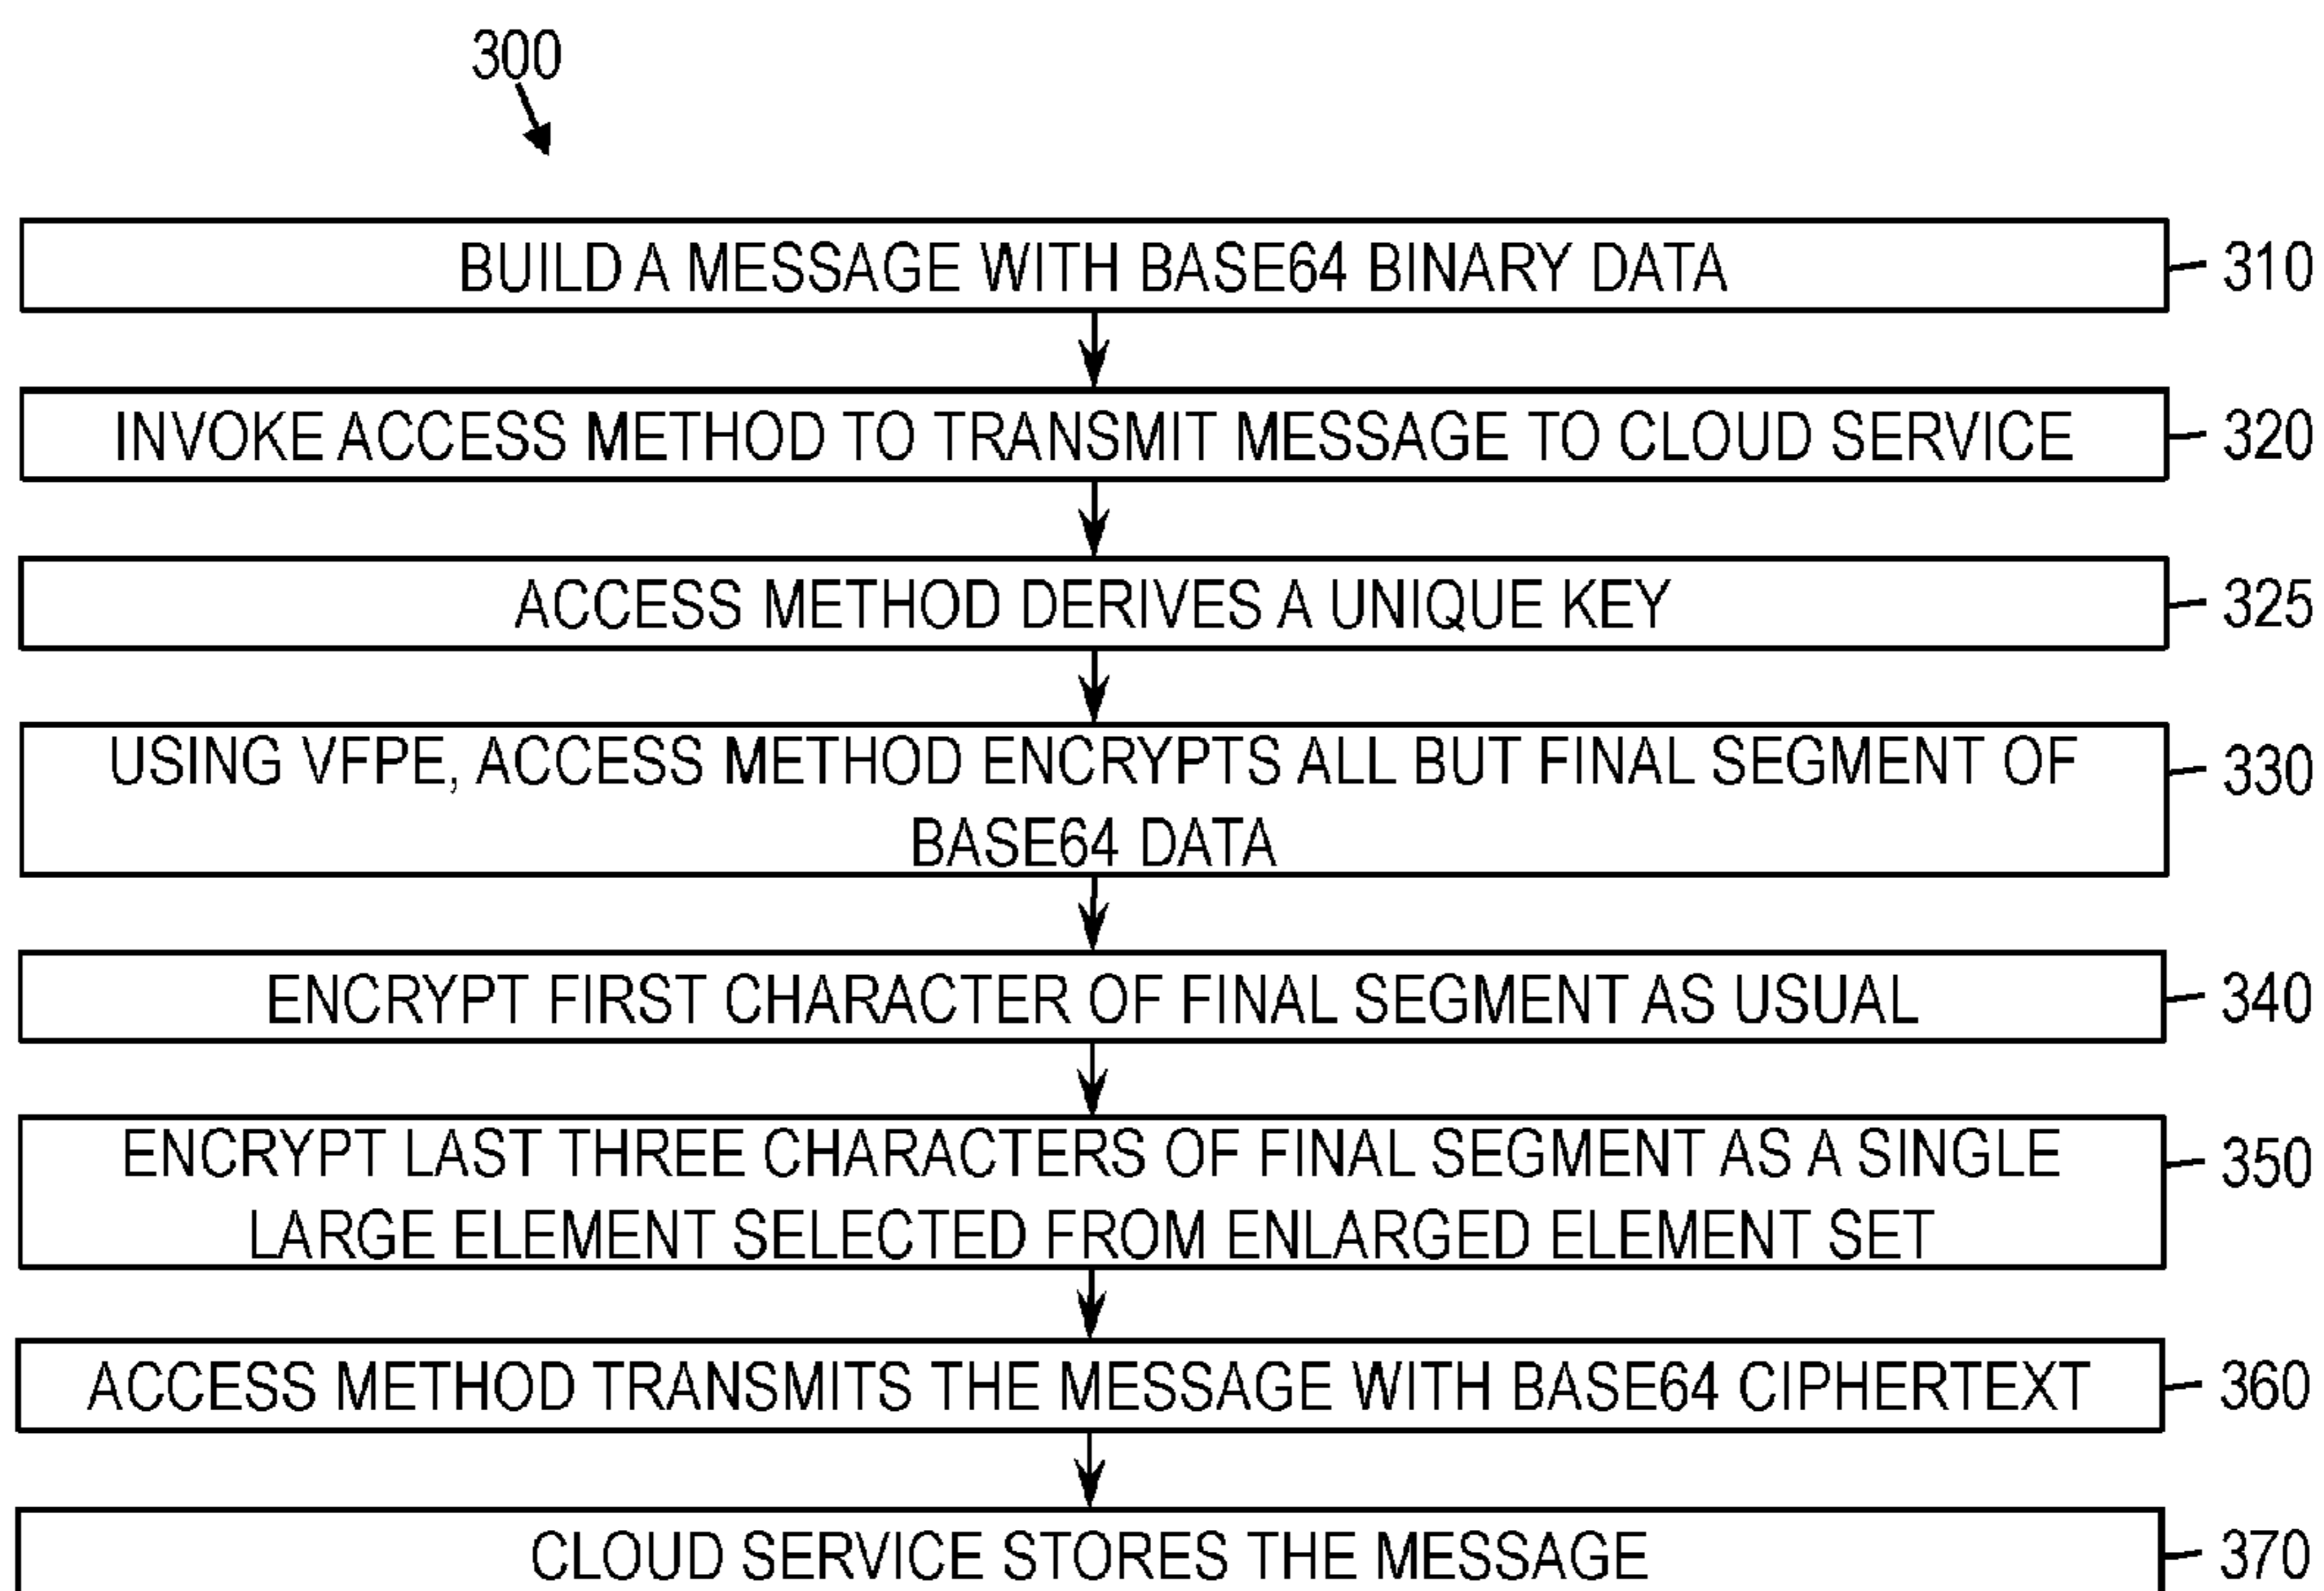 300
BUILD A MESSAGE WITH BASE64 BINARY DATA
310
INVOKE ACCESS METHOD TO TRANSMIT MESSAGE TO CLOUD SERVICE
320
ACCESS METHOD DERIVES A UNIQUE KEY
325
USING VFPE, ACCESS METHOD ENCRYPTS ALL BUT FINAL SEGMENT OF
BASE64 DATA
330
ENCRYPT FIRST CHARACTER OF FINAL SEGMENT AS USUAL
340
ENCRYPT LAST THREE CHARACTERS OF FINAL SEGMENT AS A SINGLE
LARGE ELEMENT SELECTED FROM ENLARGED ELEMENT SET
350
ACCESS METHOD TRANSMITS THE MESSAGE WITH BASE64 CIPHERTEXT
360
CLOUD SERVICE STORES THE MESSAGE
370